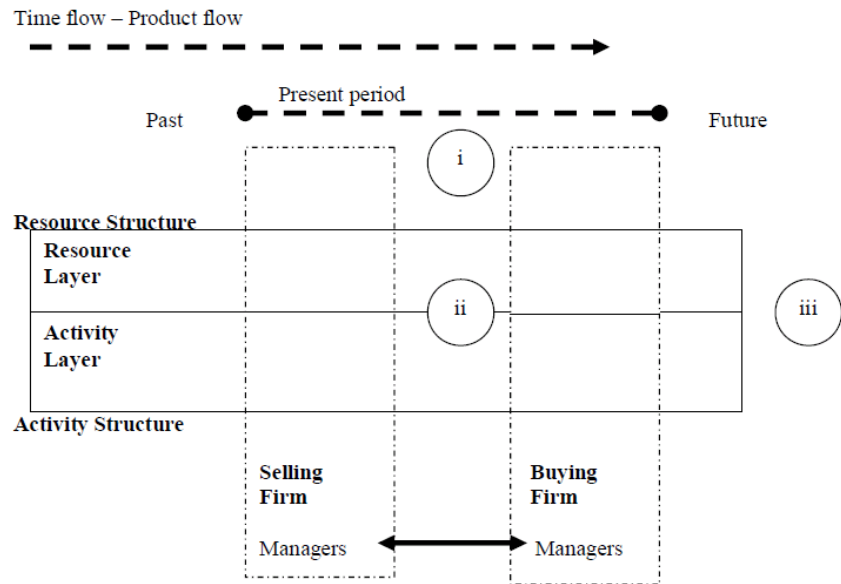 Time flow – Product flow
Present period
Past
Future
i
Resource Structure
Resource
Layer
ii
iii
Activity
Layer
Activity Structure
Selling
Firm
Buying
Firm
Managers
Managers